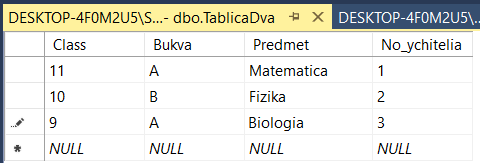 DESKTOP-4F0M2U5\S...- dbo.TablicaDva DESKTOP-4F0M2U5\...
Class Bukva Predmet No_ychitelia
11 A Matematica 1
10 B Fizika 2
9 A Biologia 3
NULL NULL NULL NULL